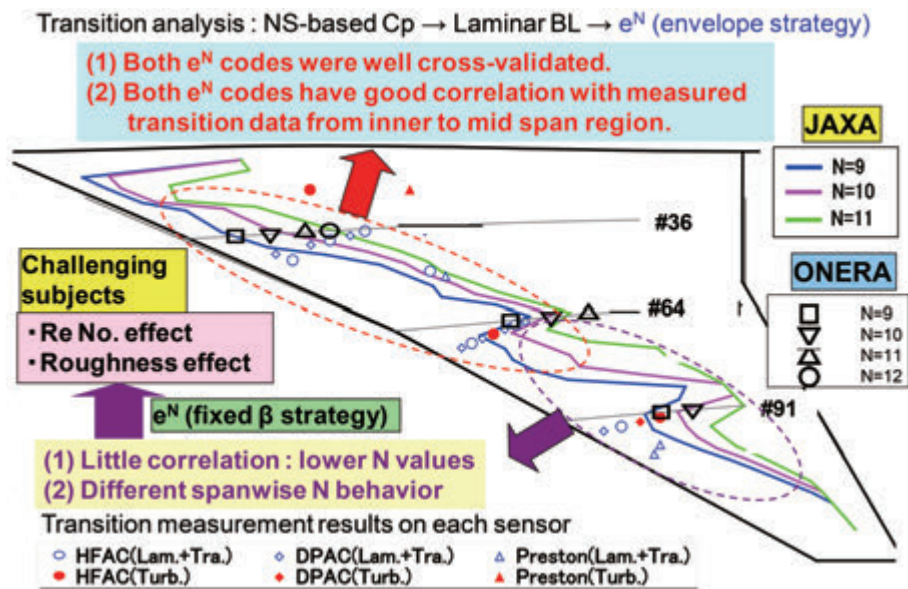 Transition analysis : NS-based Cp → Laminar BL → e^N (envelope strategy)
(1) Both e^N codes were well cross-validated.
(2) Both e^N codes have good correlation with measured
transition data from inner to mid span region.
JAXA
N=9
N=10
N=11
#36
ONERA
N=9
N=10
N=11
N=12
Challenging
subjects
・Re No. effect
・Roughness effect
#64
#91
e^N (fixed β strategy)
(1) Little correlation : lower N values
(2) Different spanwise N behavior
Transition measurement results on each sensor
HFAC(Lam.+Tra.) DPAC(Lam.+Tra.) Preston(Lam.+Tra.)
HFAC(Turb.) DPAC(Turb.) Preston(Turb.)